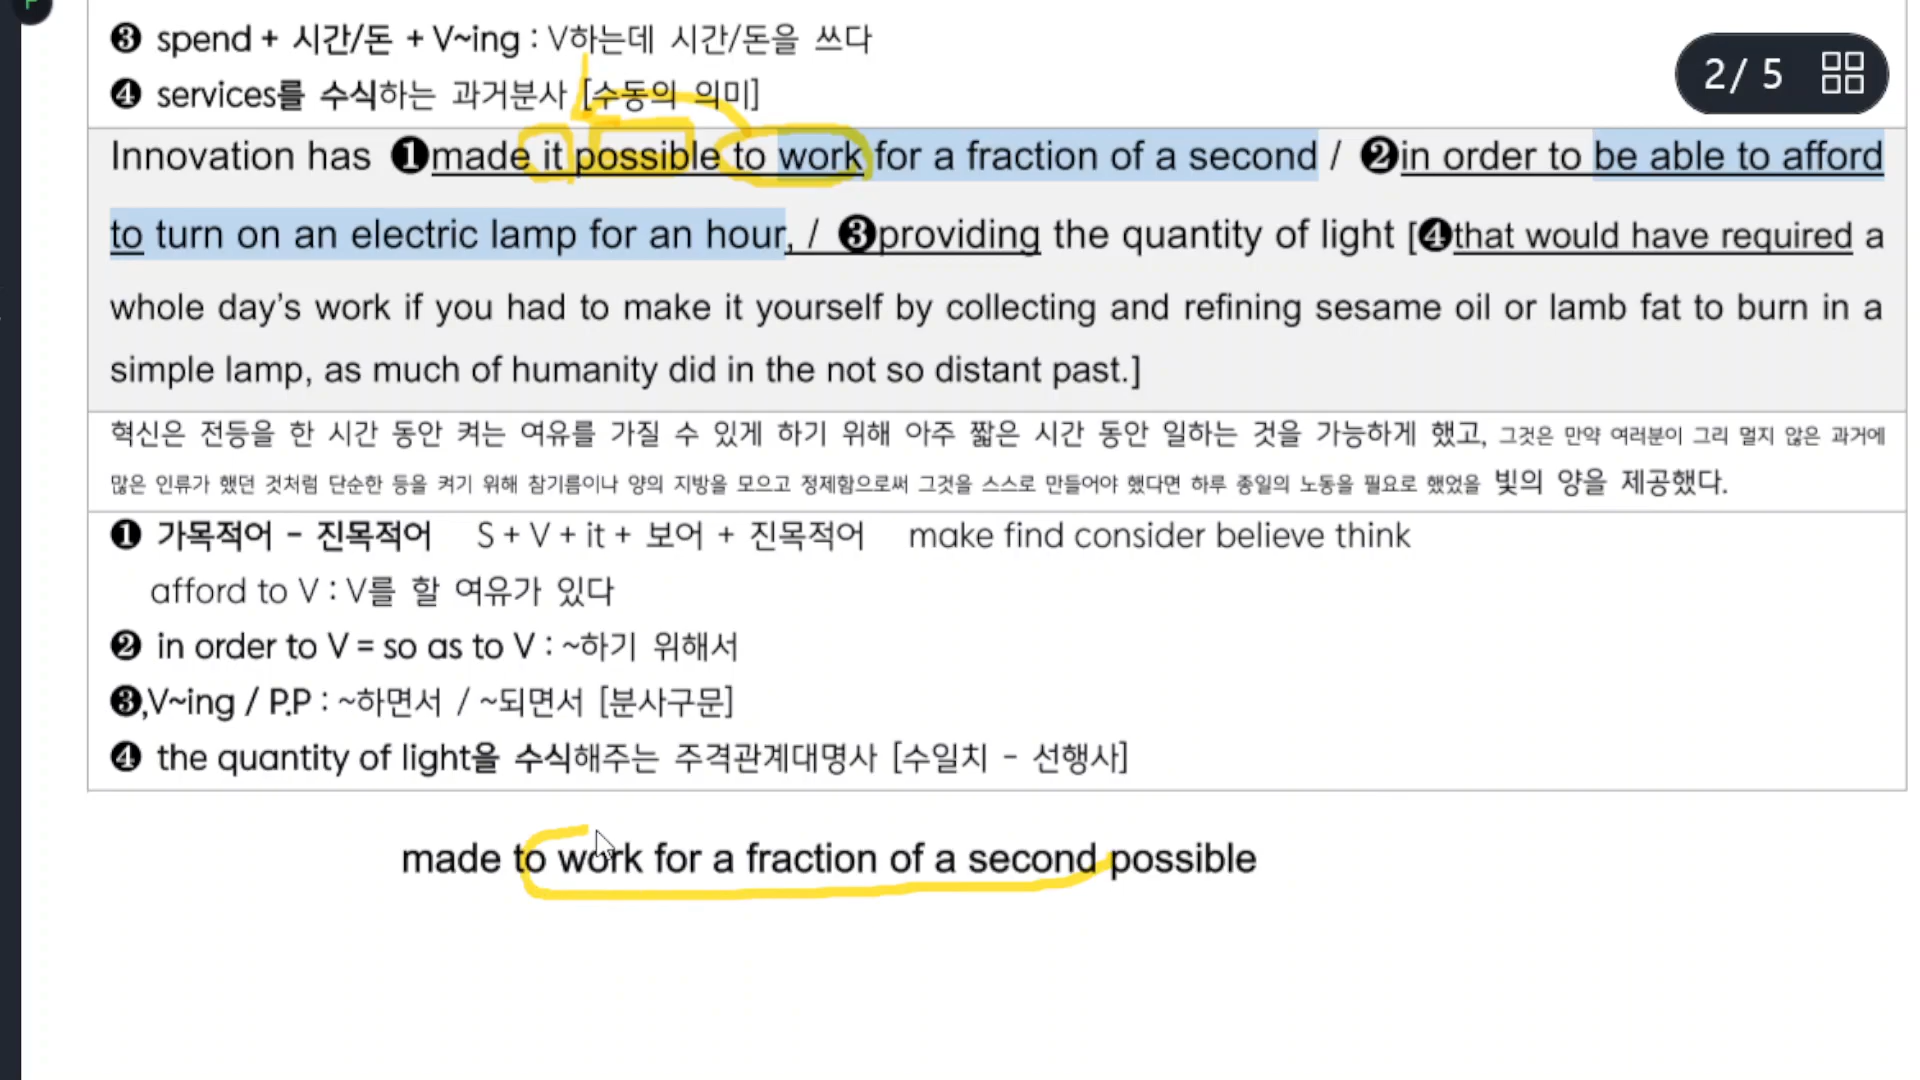 ❸ spend + 시간/돈 + V~ing : V하는데 시간/돈을 쓰다
❹ services를 수식하는 과거분사 [수동의 의미]
2/ 5
Innovation has ❶made it possible to work for a fraction of a second / ❷in order to be able to afford
to turn on an electric lamp for an hour, / ❸providing the quantity of light [❹that would have required a
whole day's work if you had to make it yourself by collecting and refining sesame oil or lamb fat to burn in a
simple lamp, as much of humanity did in the not so distant past.]
혁신은 전등을 한 시간 동안 켜는 여유를 가질 수 있게 하기 위해 아주 짧은 시간 동안 일하는 것을 가능하게 했고, 그것은 만약 여러분이 그리 멀지 않은 과거에
많은 인류가 했던 것처럼 단순한 등을 켜기 위해 참기름이나 양의 지방을 모으고 정제함으로써 그것을 스스로 만들어야 했다면 하루 종일의 노동을 필요로 했었을 빛의 양을 제공했다.
❶ 가목적어 - 진목적어 S + V + it + 보어 + 진목적어 make find consider believe think
afford to V : V를 할 여유가 있다
❷ in order to V = so as to V : ~하기 위해서
❸,V~ing / P.P : ~하면서 / ~되면서 [분사구문]
❹ the quantity of light을 수식해주는 주격관계대명사 [수일치 - 선행사]
made to work for a fraction of a second possible